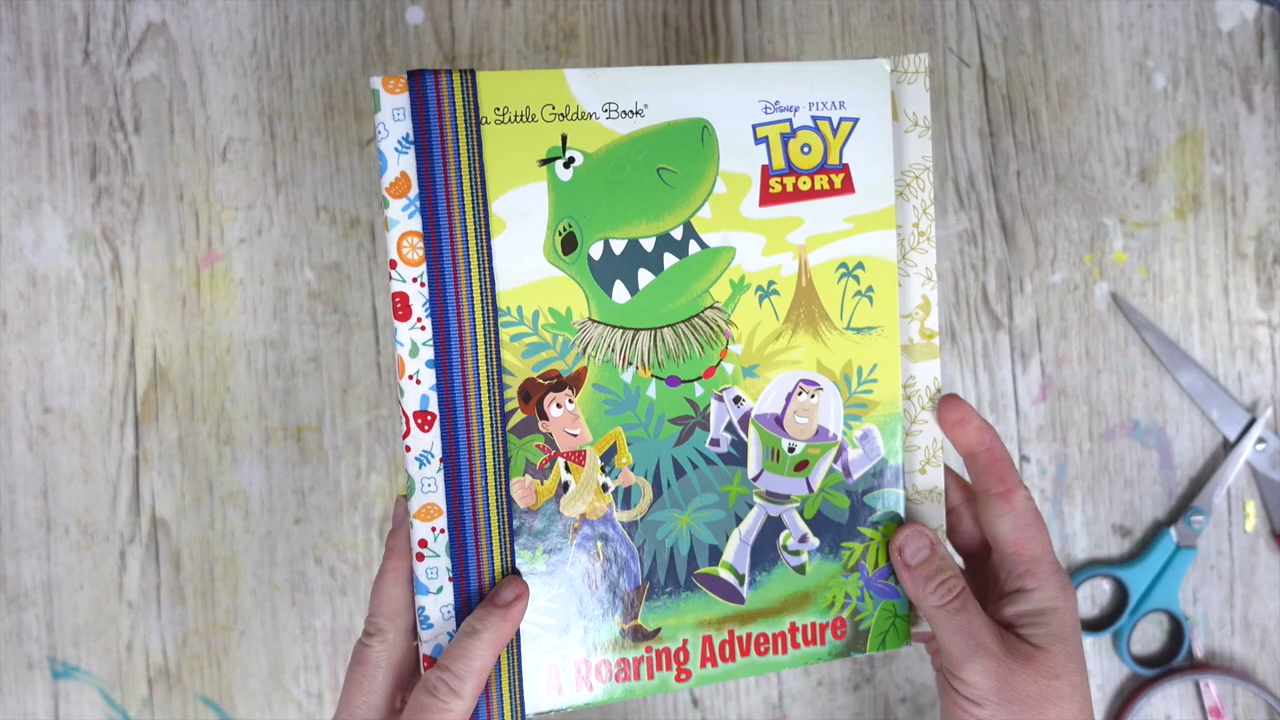 a Little Golden Book®
Disney · PIXAR
TOY
STORY
A Roaring Adventure